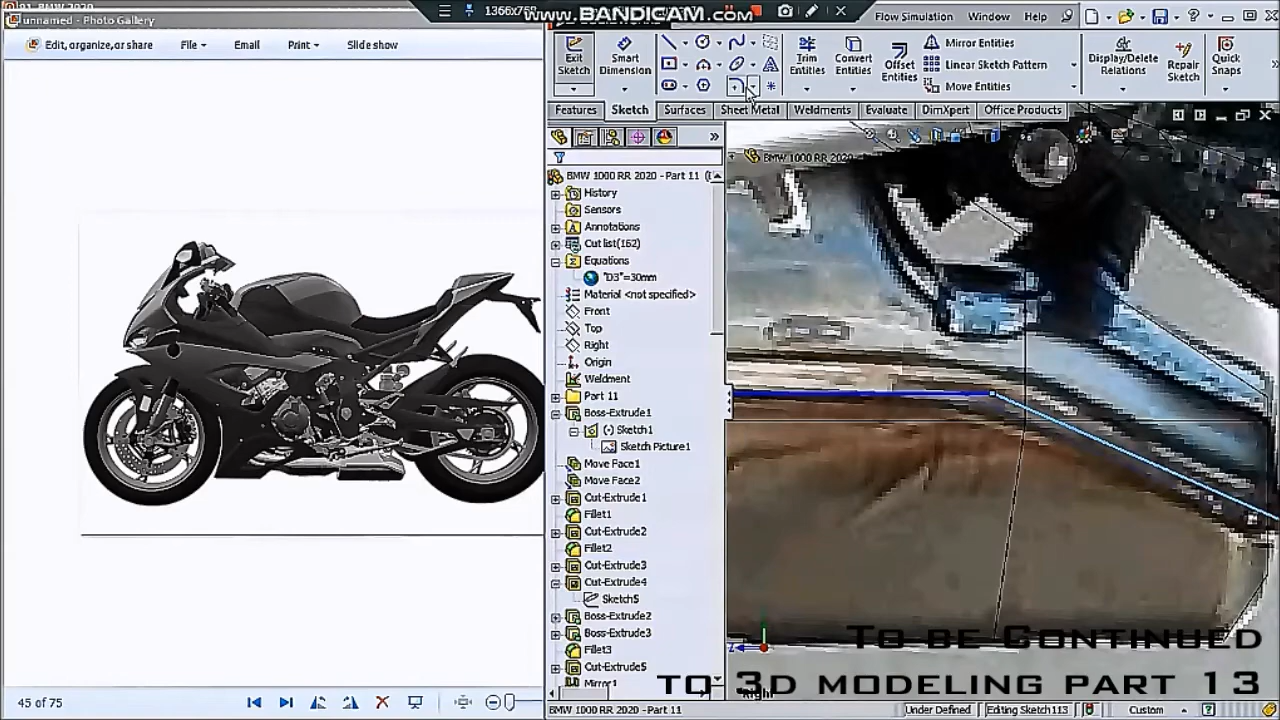 unnamed - Photo Gallery
1366x768
www.BANDICAM.com
Flow Simulation Window Help
Edit, organize, or share File Email Print Slide show
Exit Sketch
Smart Dimension
Trim Entities
Convert Entities
Offset Entities
Mirror Entities
Linear Sketch Pattern
Move Entities
Display/Delete Relations
Repair Sketch
Quick Snaps
Features Sketch Surfaces Sheet Metal Weldments Evaluate DimXpert Office Products
BMW 1000 RR 2020
BMW 1000 RR 2020 - Part 11 (
History
Sensors
Annotations
Cut list(162)
Equations
"D3"=30mm
Material <not specified>
Front
Top
Right
Origin
Weldment
Part 11
Boss-Extrude1
(-) Sketch1
Sketch Picture1
Move Face1
Move Face2
Cut-Extrude1
Fillet1
Cut-Extrude2
Fillet2
Cut-Extrude3
Cut-Extrude4
Sketch5
Boss-Extrude2
Boss-Extrude3
Fillet3
Cut-Extrude5
Mirror1
To be Continued
to 3D modeling part 13
*Right
45 of 75
BMW 1000 RR 2020 - Part 11 Under Defined Editing Sketch113 Custom